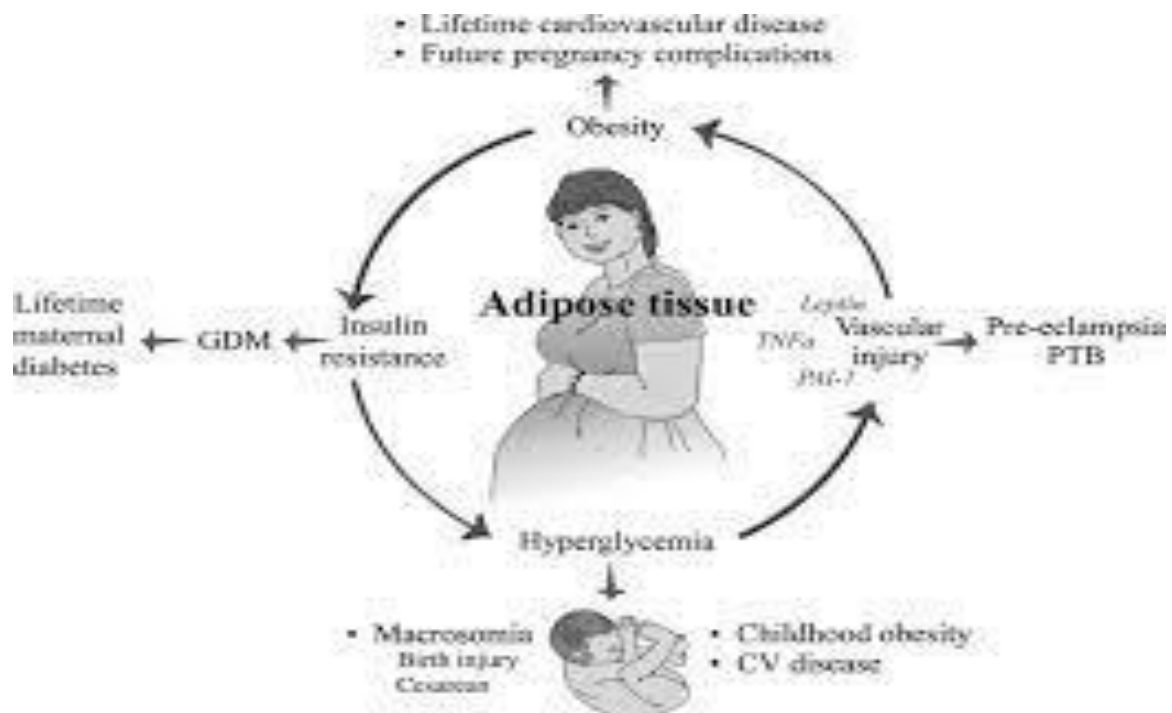 • Lifetime cardiovascular disease
• Future pregnancy complications
Obesity
Adipose tissue
Leptin
TNFα
Vascular
injury
PAI-1
Pre-eclampsia
PTB
Insulin
resistance
GDM
Lifetime
maternal
diabetes
Hyperglycemia
• Macrosomia
Birth injury
Cesarean
• Childhood obesity
• CV disease